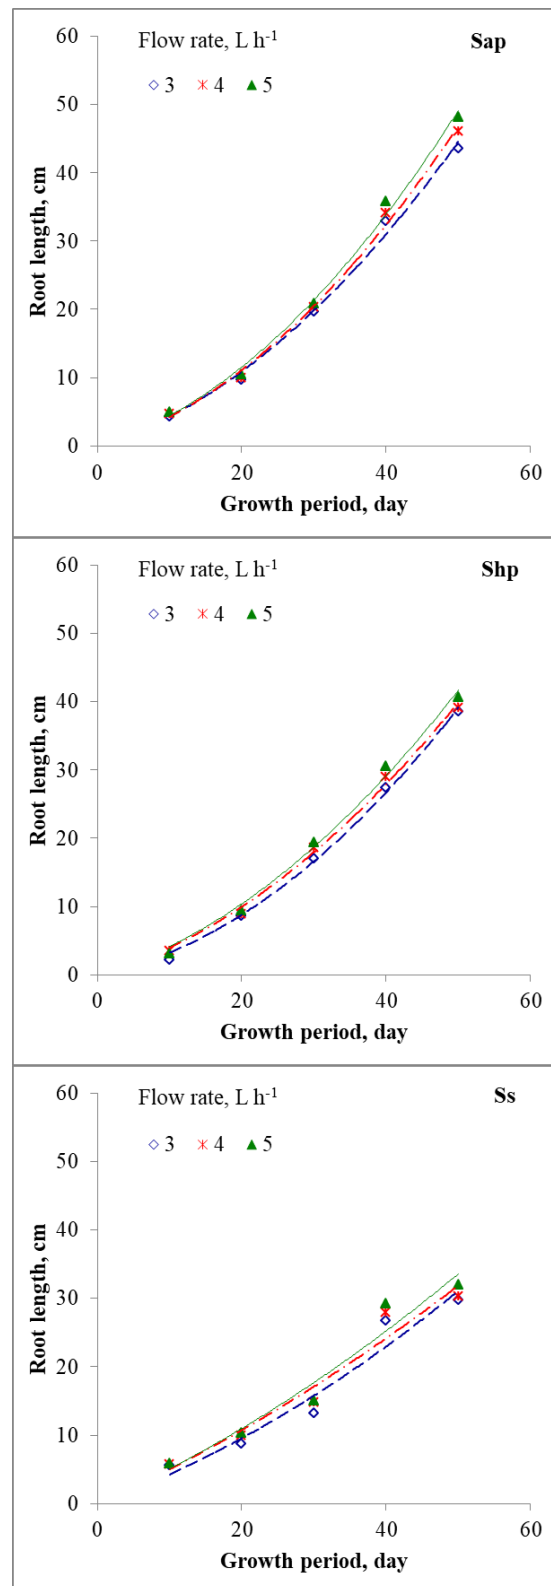 60
Flow rate, L h⁻¹ Sap
3 4 5
50
40
30
20
10
0
Root length, cm
0 20 40 60
Growth period, day
60
Flow rate, L h⁻¹ Shp
3 4 5
50
40
30
20
10
0
Root length, cm
0 20 40 60
Growth period, day
60
Flow rate, L h⁻¹ Ss
3 4 5
50
40
30
20
10
0
Root length, cm
0 20 40 60
Growth period, day